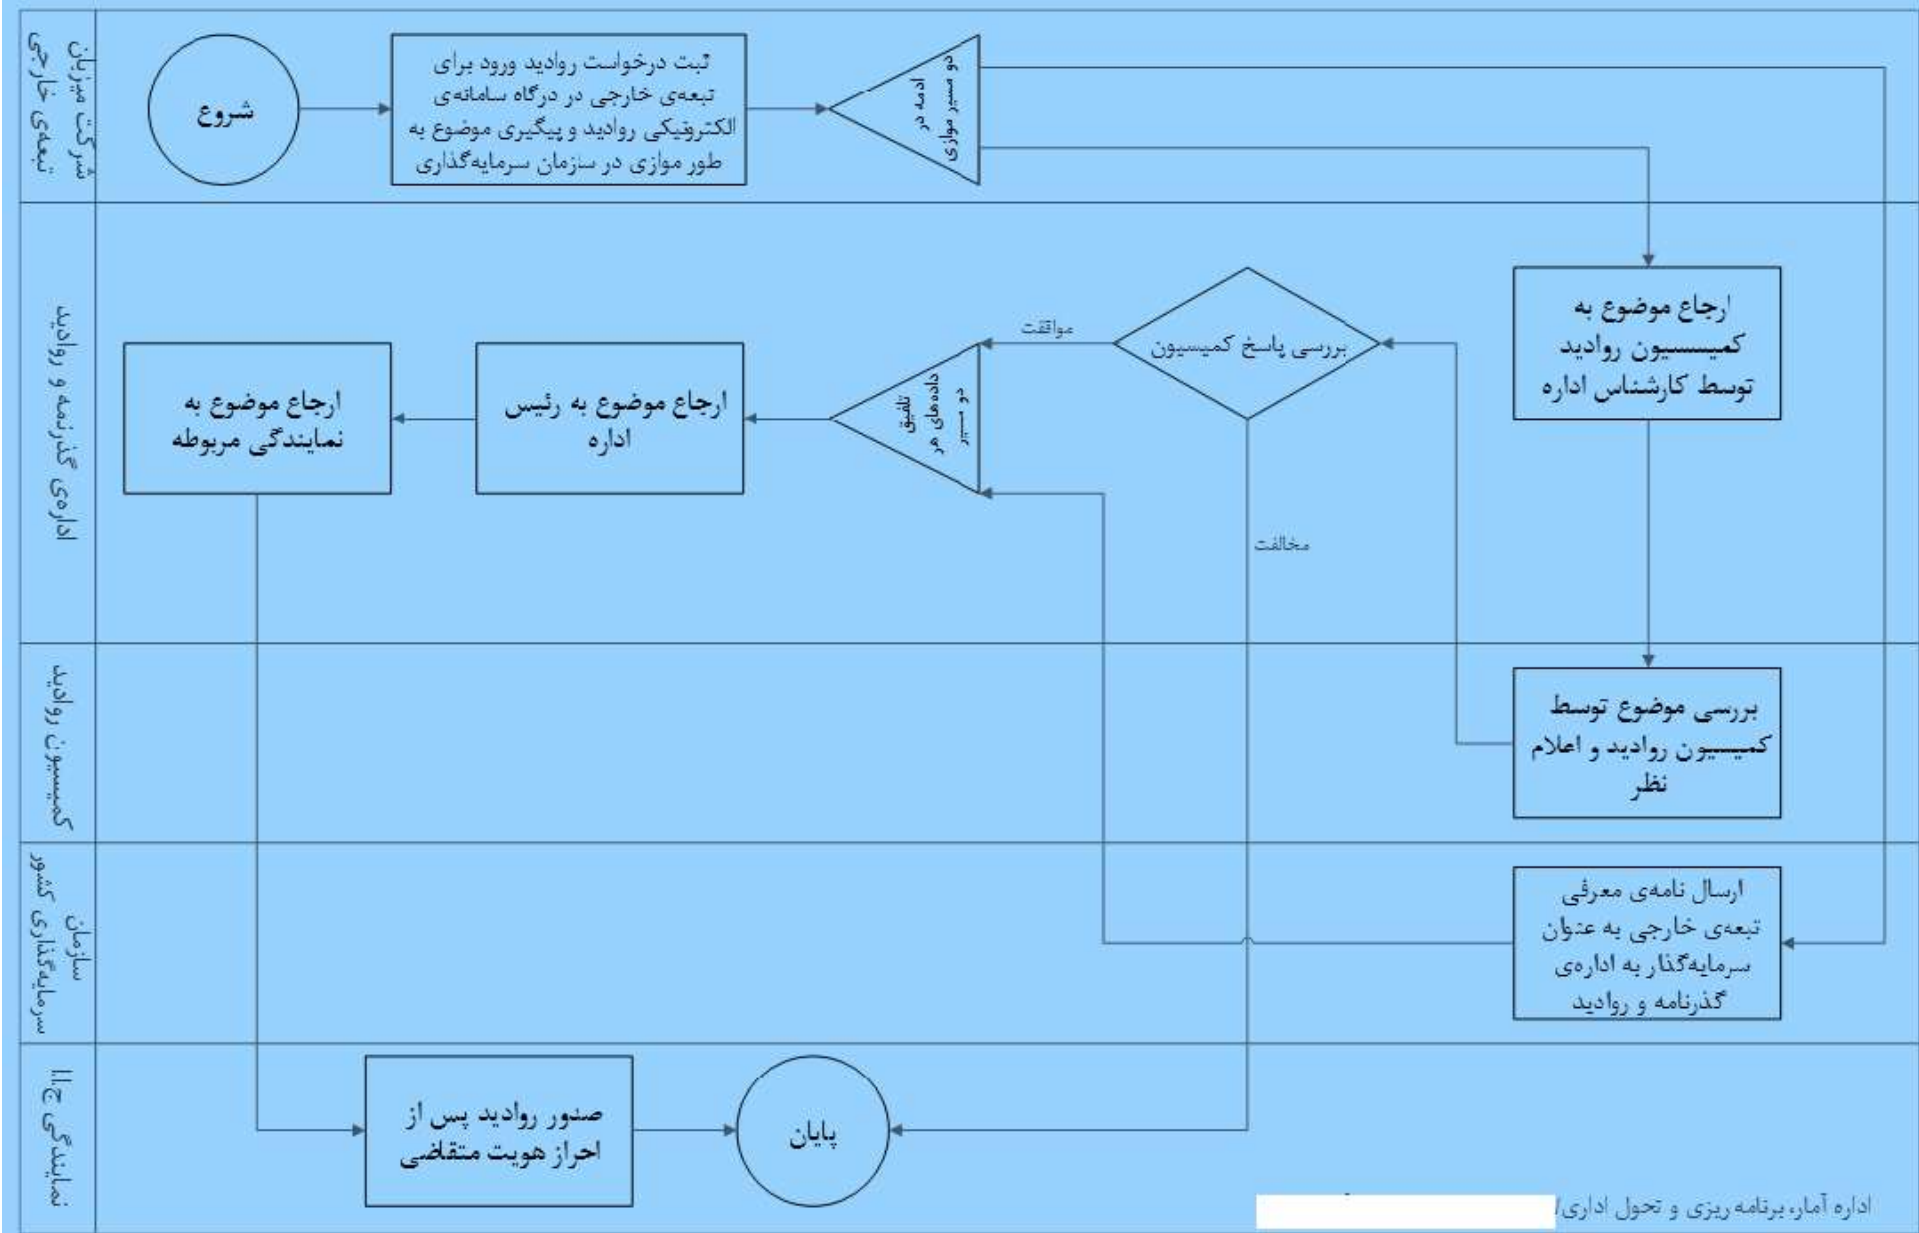 شرکت میزبان
تبعه‌ی خارجی
شروع
ثبت درخواست روادید ورود برای
تبعه‌ی خارجی در درگاه سامانه‌ی
الکترونیکی روادید و پیگیری موضوع به
طور موازی در سازمان سرمایه‌گذاری
ادمه در
دو مسیر موازی
اداره‌ی گذرنمه و روادید
ارجاع موضوع به
کمیسسیون روادید
توسط کارشناس اداره
بررسی پاسخ کمیسیون
موافقت
مخالفت
تلفیق
داده‌های هر
دو مسیر
ارجاع موضوع به رئیس
اداره
ارجاع موضوع به
نمایندگی مربوطه
کمیسیون روادید
بررسی موضوع توسط
کمیسیون روادید و اعلام
نظر
سازمان
سرمایه‌گذاری کشور
ارسال نامه‌ی معرفی
تبعه‌ی خارجی به عنوان
سرمایه‌گذار به اداره‌ی
گذرنامه و روادید
نمایندگی ج.ا.ا
صدور روادید پس از
احراز هویت متقاضی
پایان
اداره آمار، برنامه ریزی و تحول اداری/